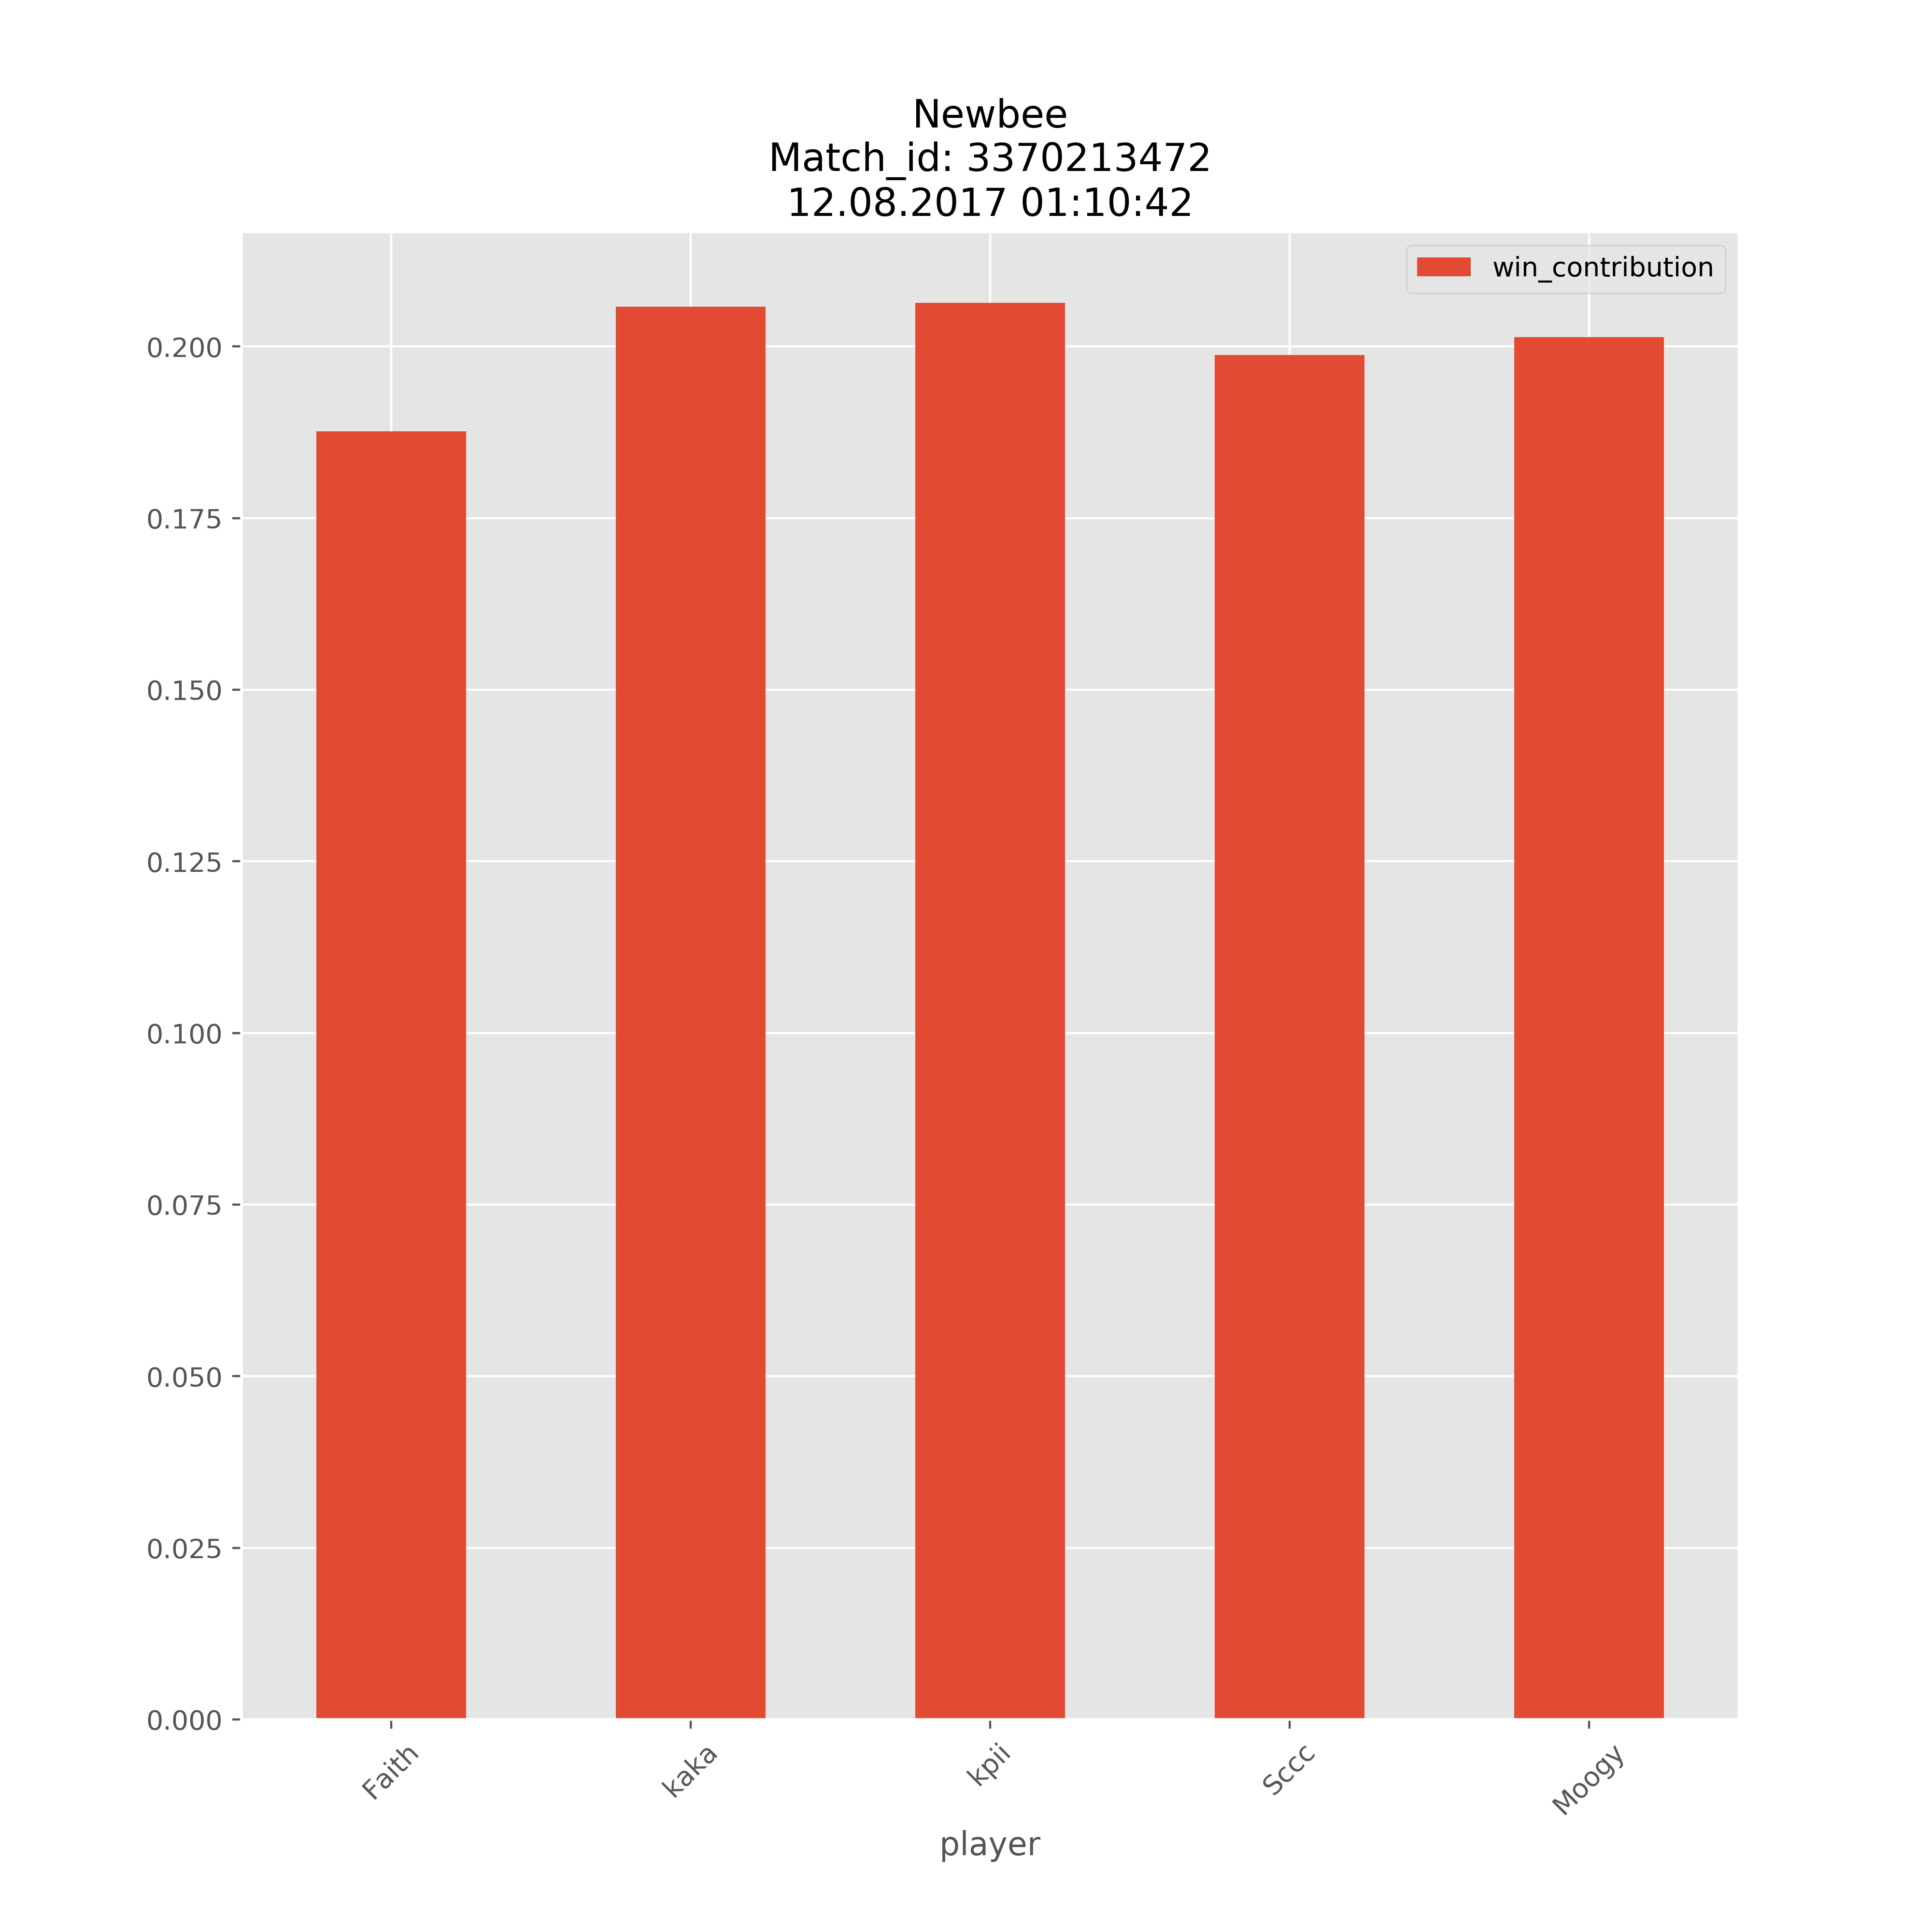 Newbee
Match_id: 3370213472
12.08.2017 01:10:42
win_contribution
0.200
0.175
0.150
0.125
0.100
0.075
0.050
0.025
0.000
Faith
kaka
kpii
Sccc
Moogy
player